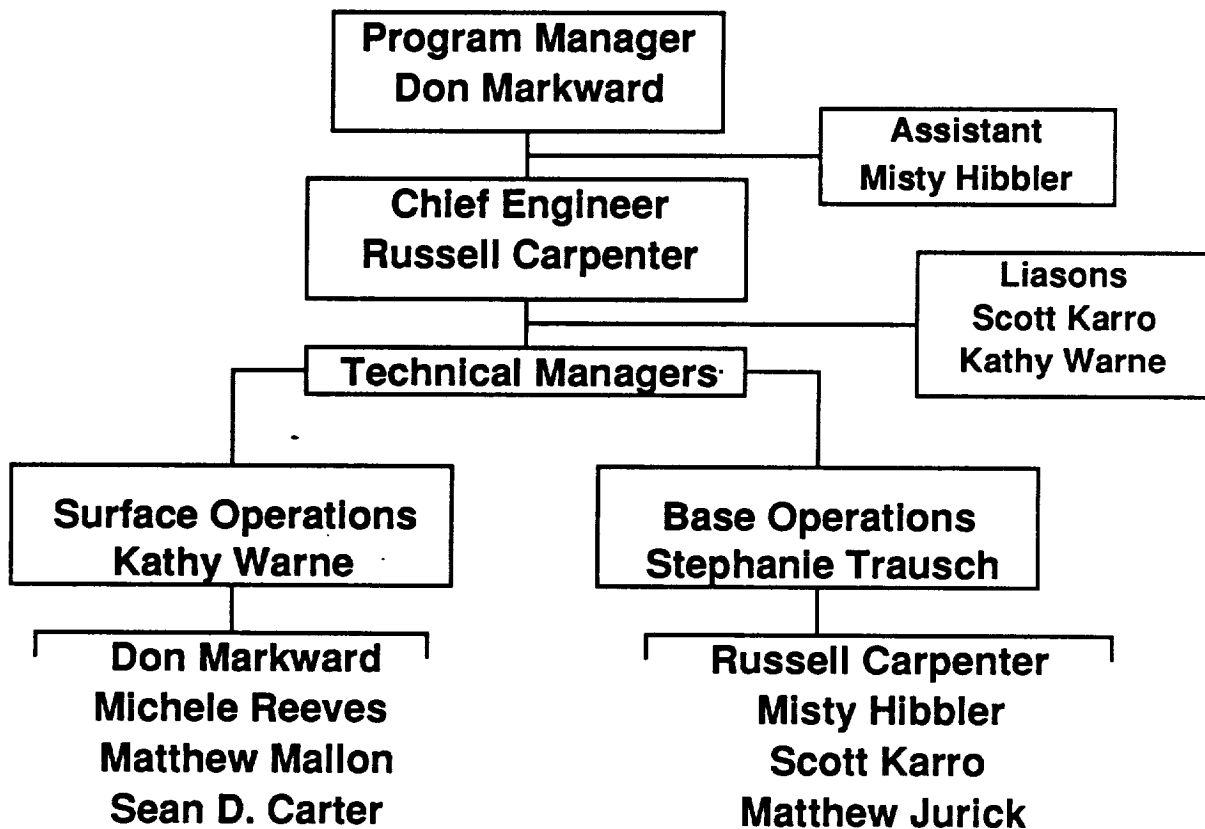 Program Manager
Don Markward
Assistant
Misty Hibbler
Chief Engineer
Russell Carpenter
Liasons
Scott Karro
Kathy Warne
Technical Managers
Surface Operations
Kathy Warne
Base Operations
Stephanie Trausch
Don Markward
Michele Reeves
Matthew Mallon
Sean D. Carter
Russell Carpenter
Misty Hibbler
Scott Karro
Matthew Jurick